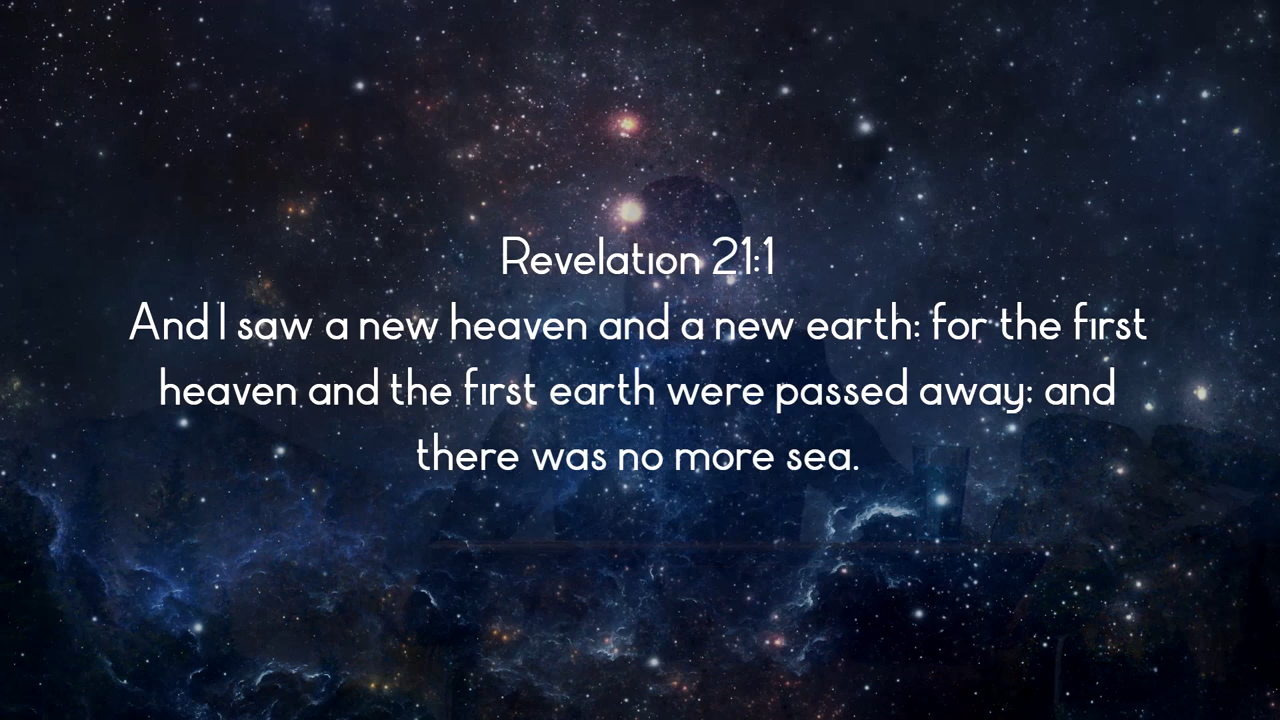 Revelation 21:1
And I saw a new heaven and a new earth: for the first
heaven and the first earth were passed away: and
there was no more sea.